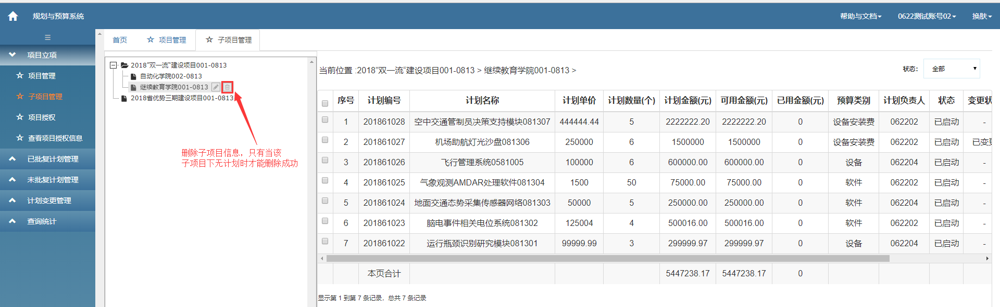 规划与预算系统
帮助与文档
0622测试账号02
换肤
首页
项目管理
子项目管理
项目立项
项目管理
子项目管理
项目授权
查看项目授权信息
已批复计划管理
未批复计划管理
计划变更管理
查询统计
2018”双一流“建设项目001-0813
自动化学院002-0813
继续教育学院001-0813
2018省优势三期建设项目001-0813
删除子项目信息，只有当该
子项目下无计划时才能删除成功
当前位置 :2018”双一流“建设项目001-0813 > 继续教育学院001-0813 >
状态: 全部
序号 计划编号 计划名称 计划单价 计划数量(个) 计划金额(元) 可用金额(元) 已用金额(元) 预算类别 计划负责人 状态 变更状
1 201861028 空中交通管制员决策支持模块081307 444444.44 5 2222222.20 2222222.20 0 设备安装费 062202 已启动 -
2 201861027 机场助航灯光沙盘081306 250000 6 1500000 1500000 0 设备安装费 062202 已启动 已变更
3 201861026 飞行管理系统0581005 100000 6 600000.00 600000.00 0 设备 062204 已启动 -
4 201861025 气象观测AMDAR处理软件081304 1500 50 75000.00 75000.00 0 软件 062202 已启动 -
5 201861024 地面交通态势采集传感器网络081303 50000 5 250000.00 250000.00 0 软件 062204 已启动 -
6 201861023 脑电事件相关电位系统081302 125004 4 500016.00 500016.00 0 软件 062202 已启动 -
7 201861022 运行瓶颈识别研究模块081301 99999.99 3 299999.97 299999.97 0 设备 062204 已启动 -
本页合计 5447238.17 5447238.17 0
显示第 1 到第 7 条记录，总共 7 条记录